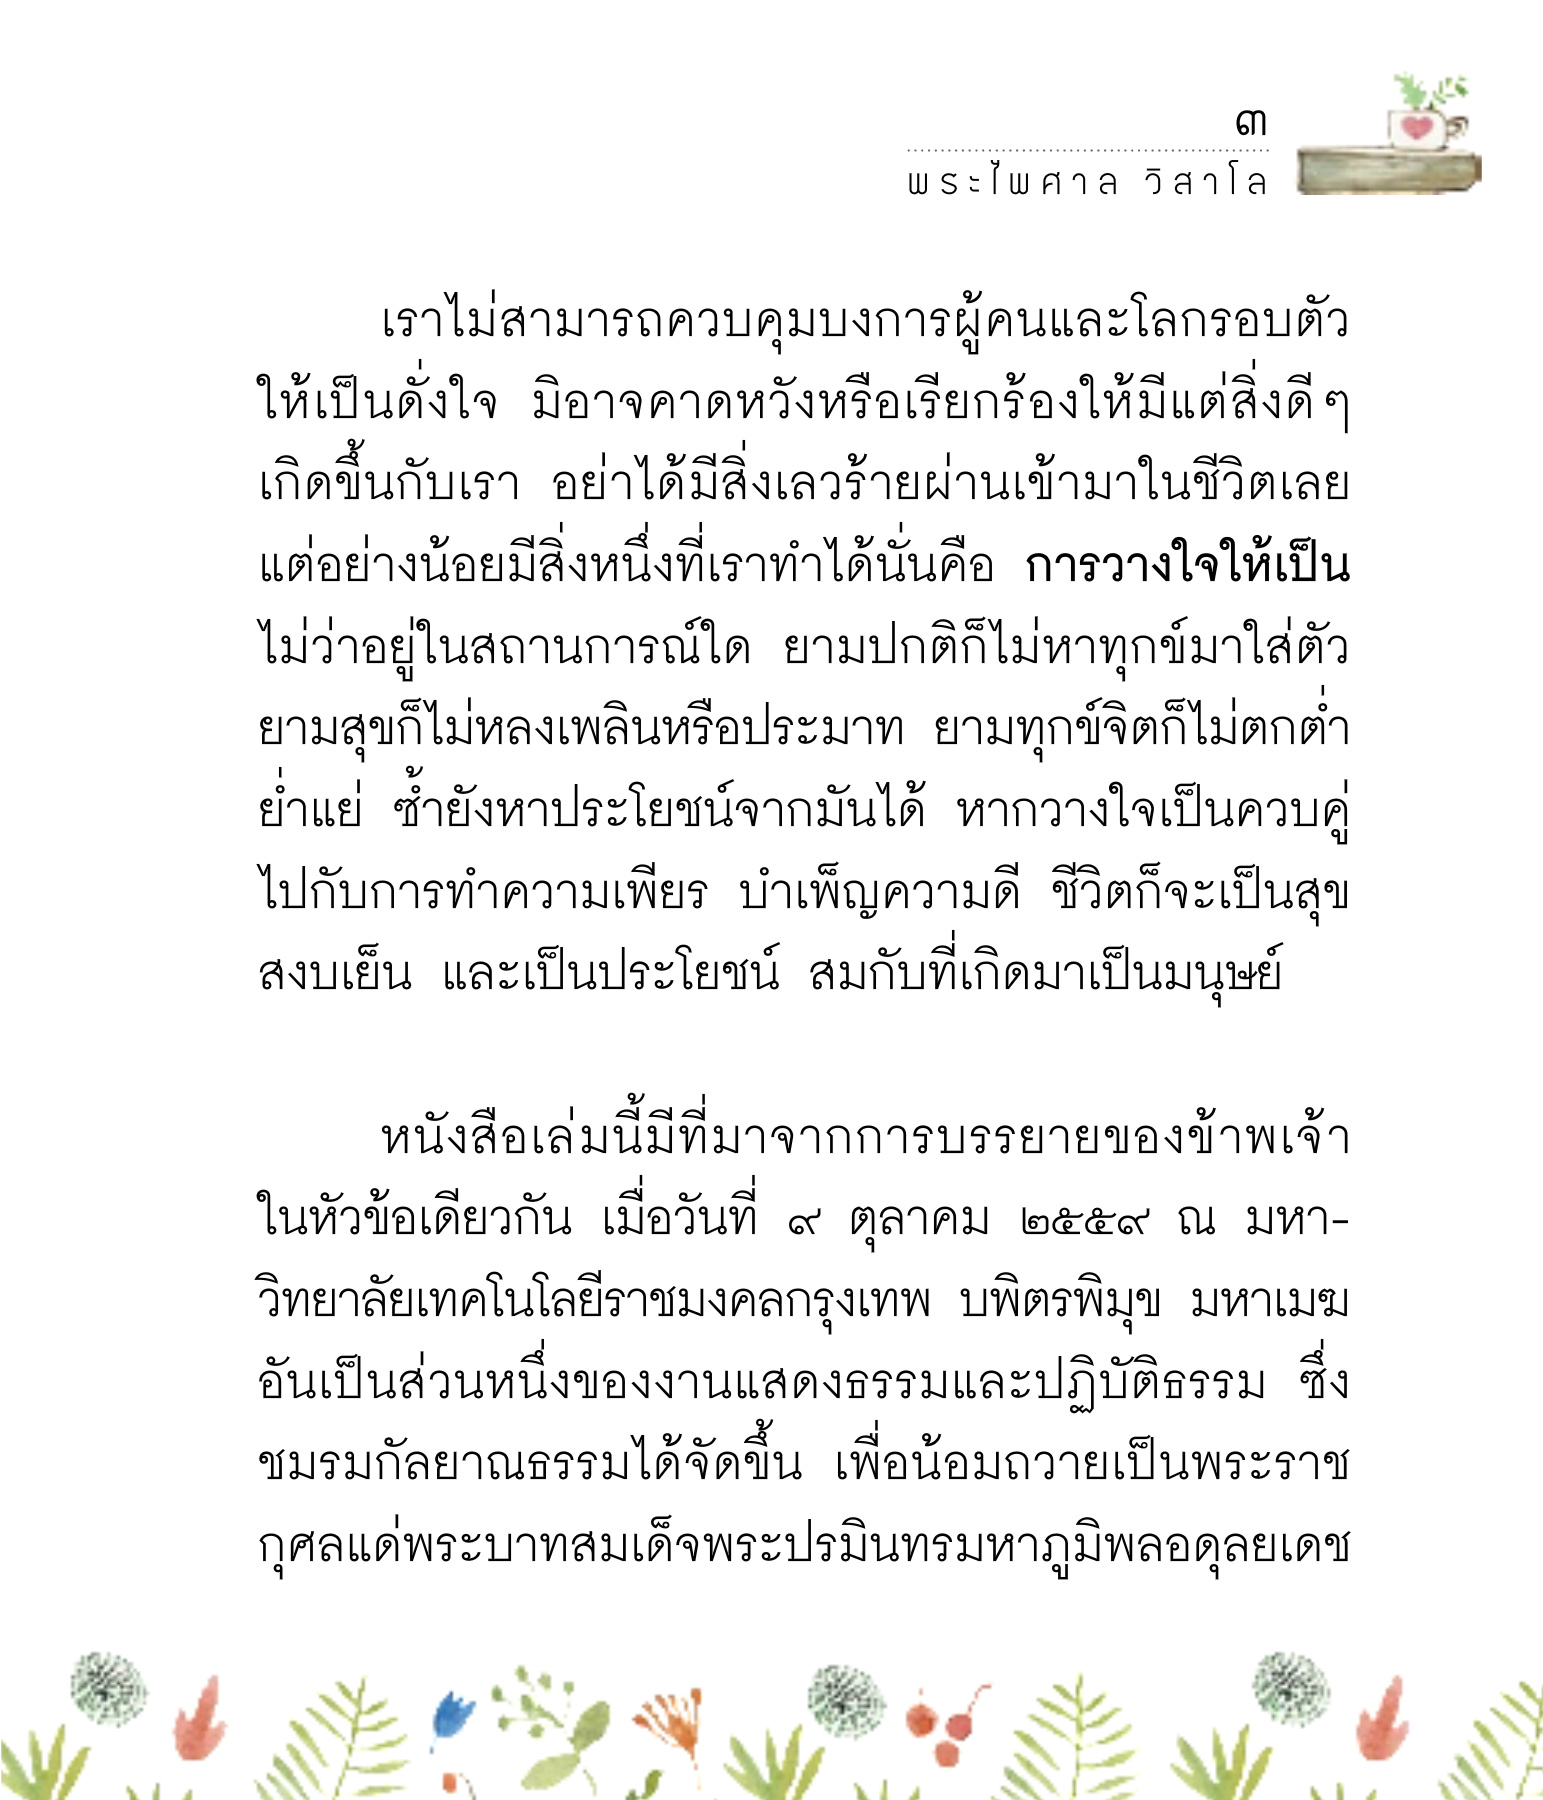 ๓
พระไพศาล วิสาโล
เราไม่สามารถควบคุมบงการผู้คนและโลกรอบตัว
ให้เป็นดั่งใจ มิอาจคาดหวังหรือเรียกร้องให้มีแต่สิ่งดีๆ
เกิดขึ้นกับเรา อย่าได้มีสิ่งเลวร้ายผ่านเข้ามาในชีวิตเลย
แต่อย่างน้อยมีสิ่งหนึ่งที่เราทำได้นั่นคือ การวางใจให้เป็น
ไม่ว่าอยู่ในสถานการณ์ใด ยามปกติก็ไม่หาทุกข์มาใส่ตัว
ยามสุขก็ไม่หลงเพลินหรือประมาท ยามทุกข์จิตก็ไม่ตกต่ำ
ย่ำแย่ ซ้ำยังหาประโยชน์จากมันได้ หากวางใจเป็นควบคู่
ไปกับการทำความเพียร บำเพ็ญความดี ชีวิตก็จะเป็นสุข
สงบเย็น และเป็นประโยชน์ สมกับที่เกิดมาเป็นมนุษย์
หนังสือเล่มนี้มีที่มาจากการบรรยายของข้าพเจ้า
ในหัวข้อเดียวกัน เมื่อวันที่ ๙ ตุลาคม ๒๕๕๙ ณ มหา-
วิทยาลัยเทคโนโลยีราชมงคลกรุงเทพ บพิตรพิมุข มหาเมฆ
อันเป็นส่วนหนึ่งของงานแสดงธรรมและปฏิบัติธรรม ซึ่ง
ชมรมกัลยาณธรรมได้จัดขึ้น เพื่อน้อมถวายเป็นพระราช
กุศลแด่พระบาทสมเด็จพระปรมินทรมหาภูมิพลอดุลยเดช